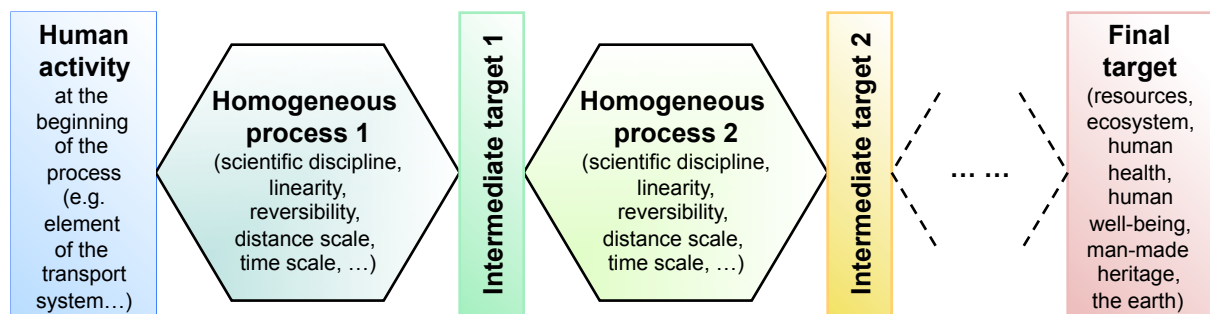 Human
activity
at the
beginning
of the
process
(e.g.
element
of the
transport
system…)
Homogeneous
process 1
(scientific discipline,
linearity,
reversibility,
distance scale,
time scale, …)
Intermediate target 1
Homogeneous
process 2
(scientific discipline,
linearity,
reversibility,
distance scale,
time scale, …)
Intermediate target 2
… …
Final
target
(resources,
ecosystem,
human
health,
human
well-being,
man-made
heritage,
the earth)